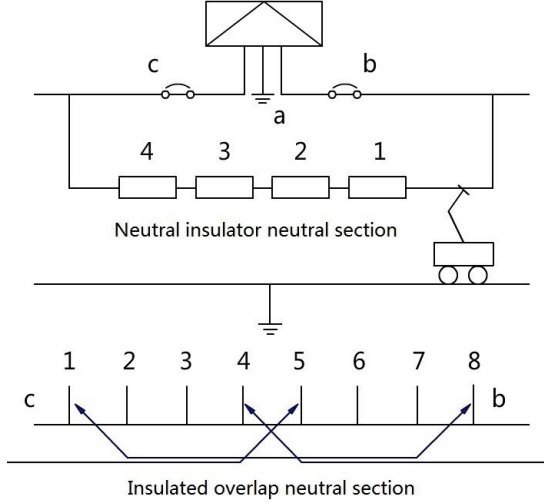 c b
a
4 3 2 1
Neutral insulator neutral section
1 2 3 4 5 6 7 8
c b
Insulated overlap neutral section